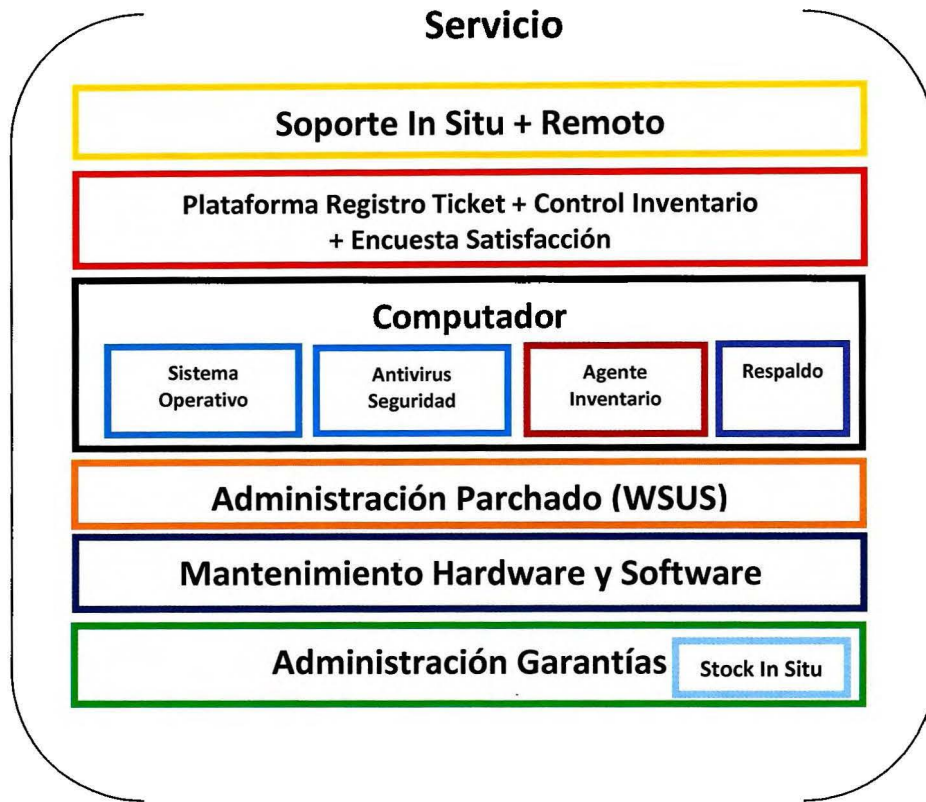 Servicio
Soporte In Situ + Remoto
Plataforma Registro Ticket + Control Inventario
+ Encuesta Satisfacción
Computador
Sistema
Operativo
Antivirus
Seguridad
Agente
Inventario
Respaldo
Administración Parchado (WSUS)
Mantenimiento Hardware y Software
Administración Garantías
Stock In Situ